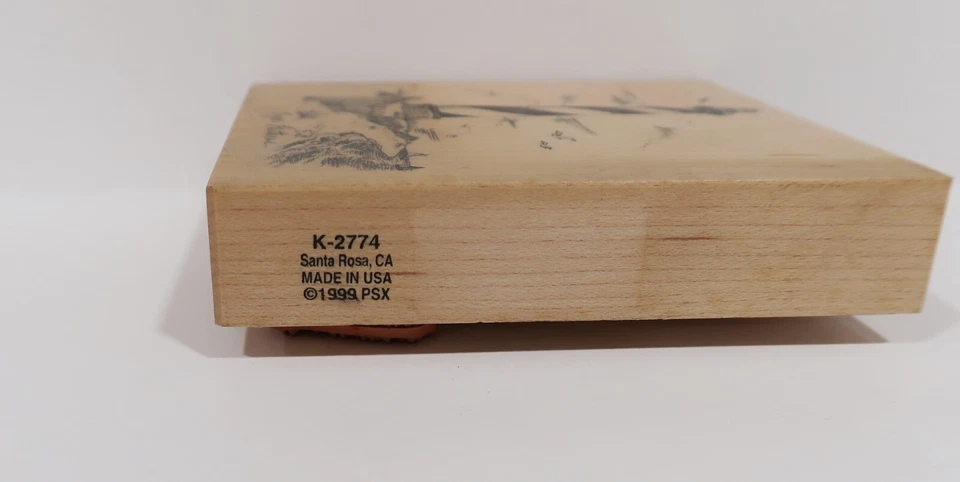 K-2774
Santa Rosa, CA
MADE IN USA
©1999 PSX